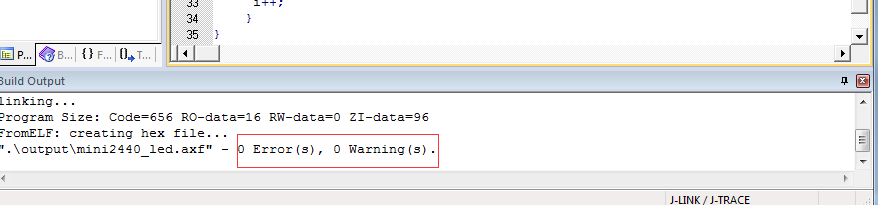 33 i++;
34 }
35 }
P... B... {} F... T...
Build Output
linking...
Program Size: Code=656 RO-data=16 RW-data=0 ZI-data=96
FromELF: creating hex file...
".\output\mini2440_led.axf" - 0 Error(s), 0 Warning(s).
J-LINK / J-TRACE